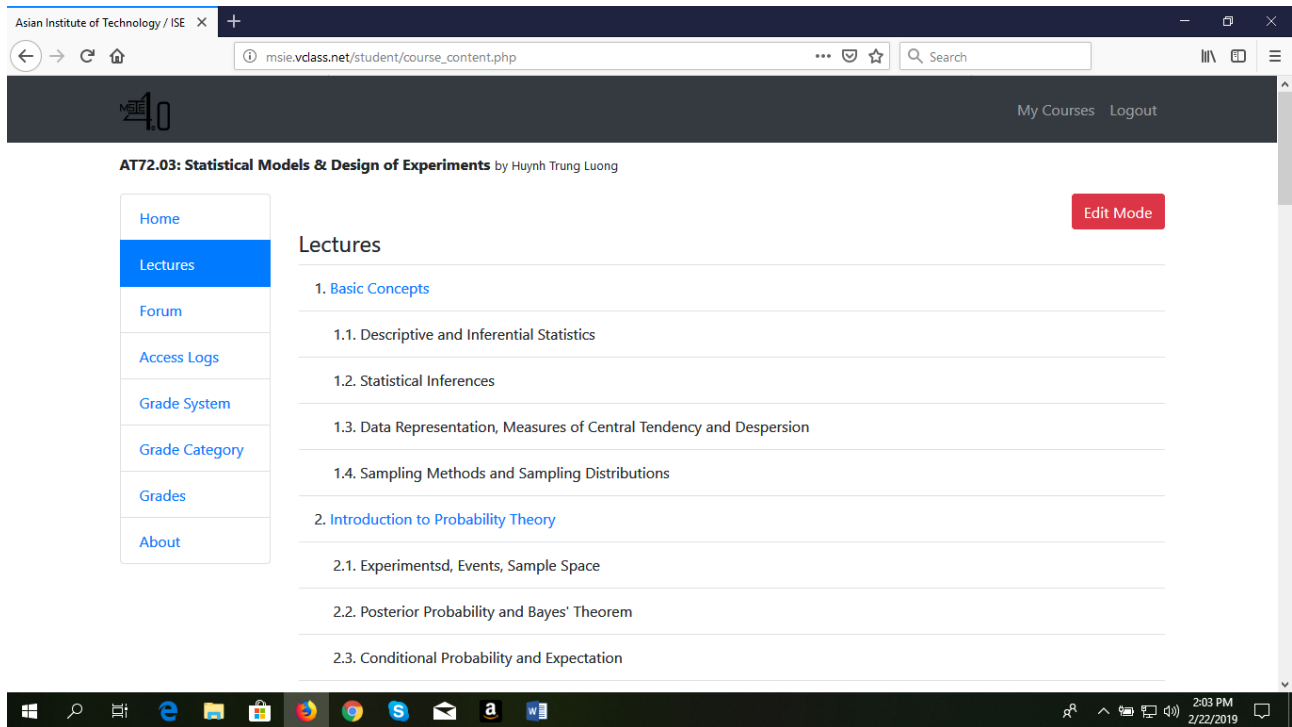 Asian Institute of Technology / ISE
msie.vclass.net/student/course_content.php
Search
MSIE 4.0
My Courses Logout
AT72.03: Statistical Models & Design of Experiments by Huynh Trung Luong
Edit Mode
Home
Lectures
Forum
Access Logs
Grade System
Grade Category
Grades
About
Lectures
1. Basic Concepts
1.1. Descriptive and Inferential Statistics
1.2. Statistical Inferences
1.3. Data Representation, Measures of Central Tendency and Despersion
1.4. Sampling Methods and Sampling Distributions
2. Introduction to Probability Theory
2.1. Experimentsd, Events, Sample Space
2.2. Posterior Probability and Bayes' Theorem
2.3. Conditional Probability and Expectation
2:03 PM
2/22/2019